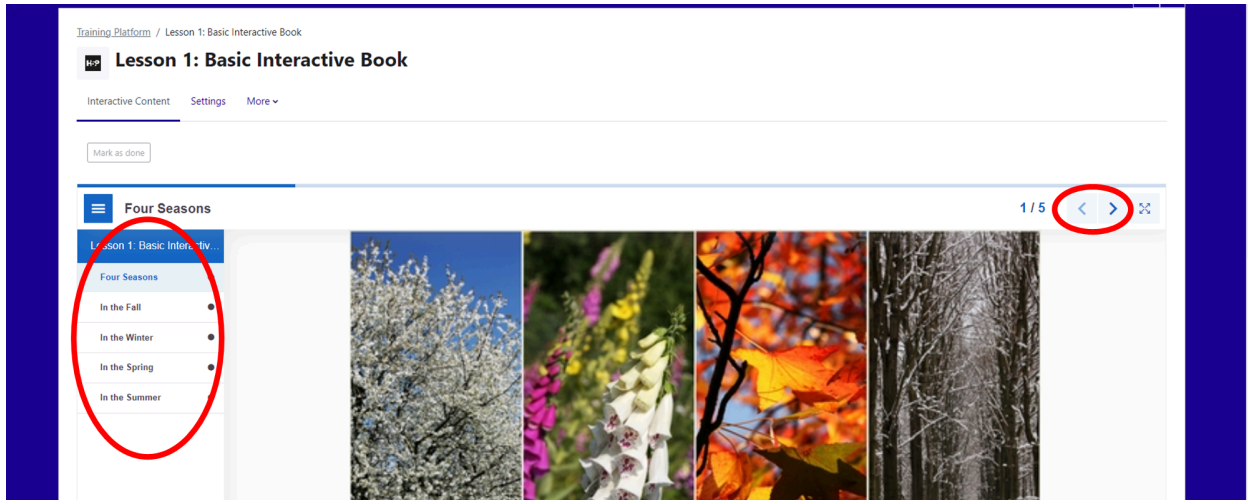 Training Platform / Lesson 1: Basic Interactive Book
H-P Lesson 1: Basic Interactive Book
Interactive Content Settings More
Mark as done
Four Seasons 1 / 5
Lesson 1: Basic Interactiv...
Four Seasons
In the Fall
In the Winter
In the Spring
In the Summer